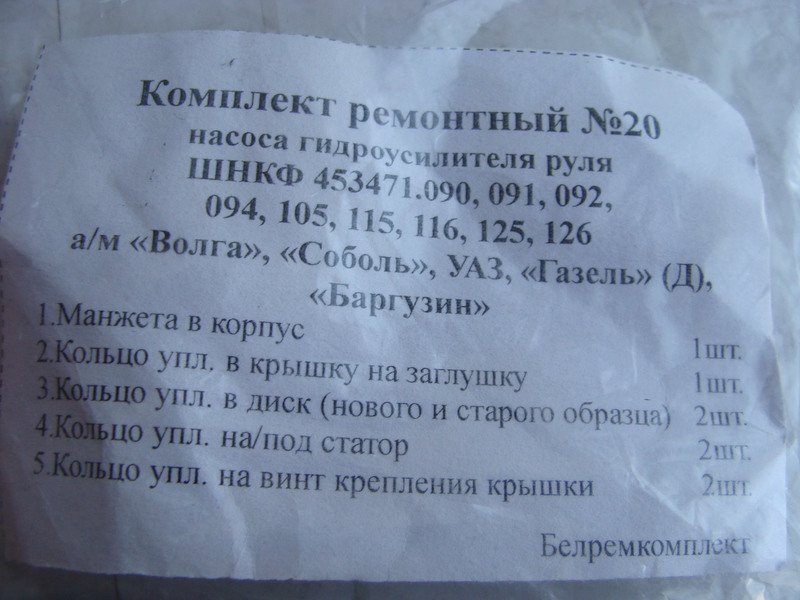 Комплект ремонтный №20
насоса гидроусилителя руля
ШНКФ 453471.090, 091, 092,
094, 105, 115, 116, 125, 126
а/м «Волга», «Соболь», УАЗ, «Газель» (Д),
«Баргузин»
1.Манжета в корпус 1шт.
2.Кольцо упл. в крышку на заглушку 1шт.
3.Кольцо упл. в диск (нового и старого образца) 2шт.
4.Кольцо упл. на/под статор 2шт.
5.Кольцо упл. на винт крепления крышки 2шт.
Белремкомплект